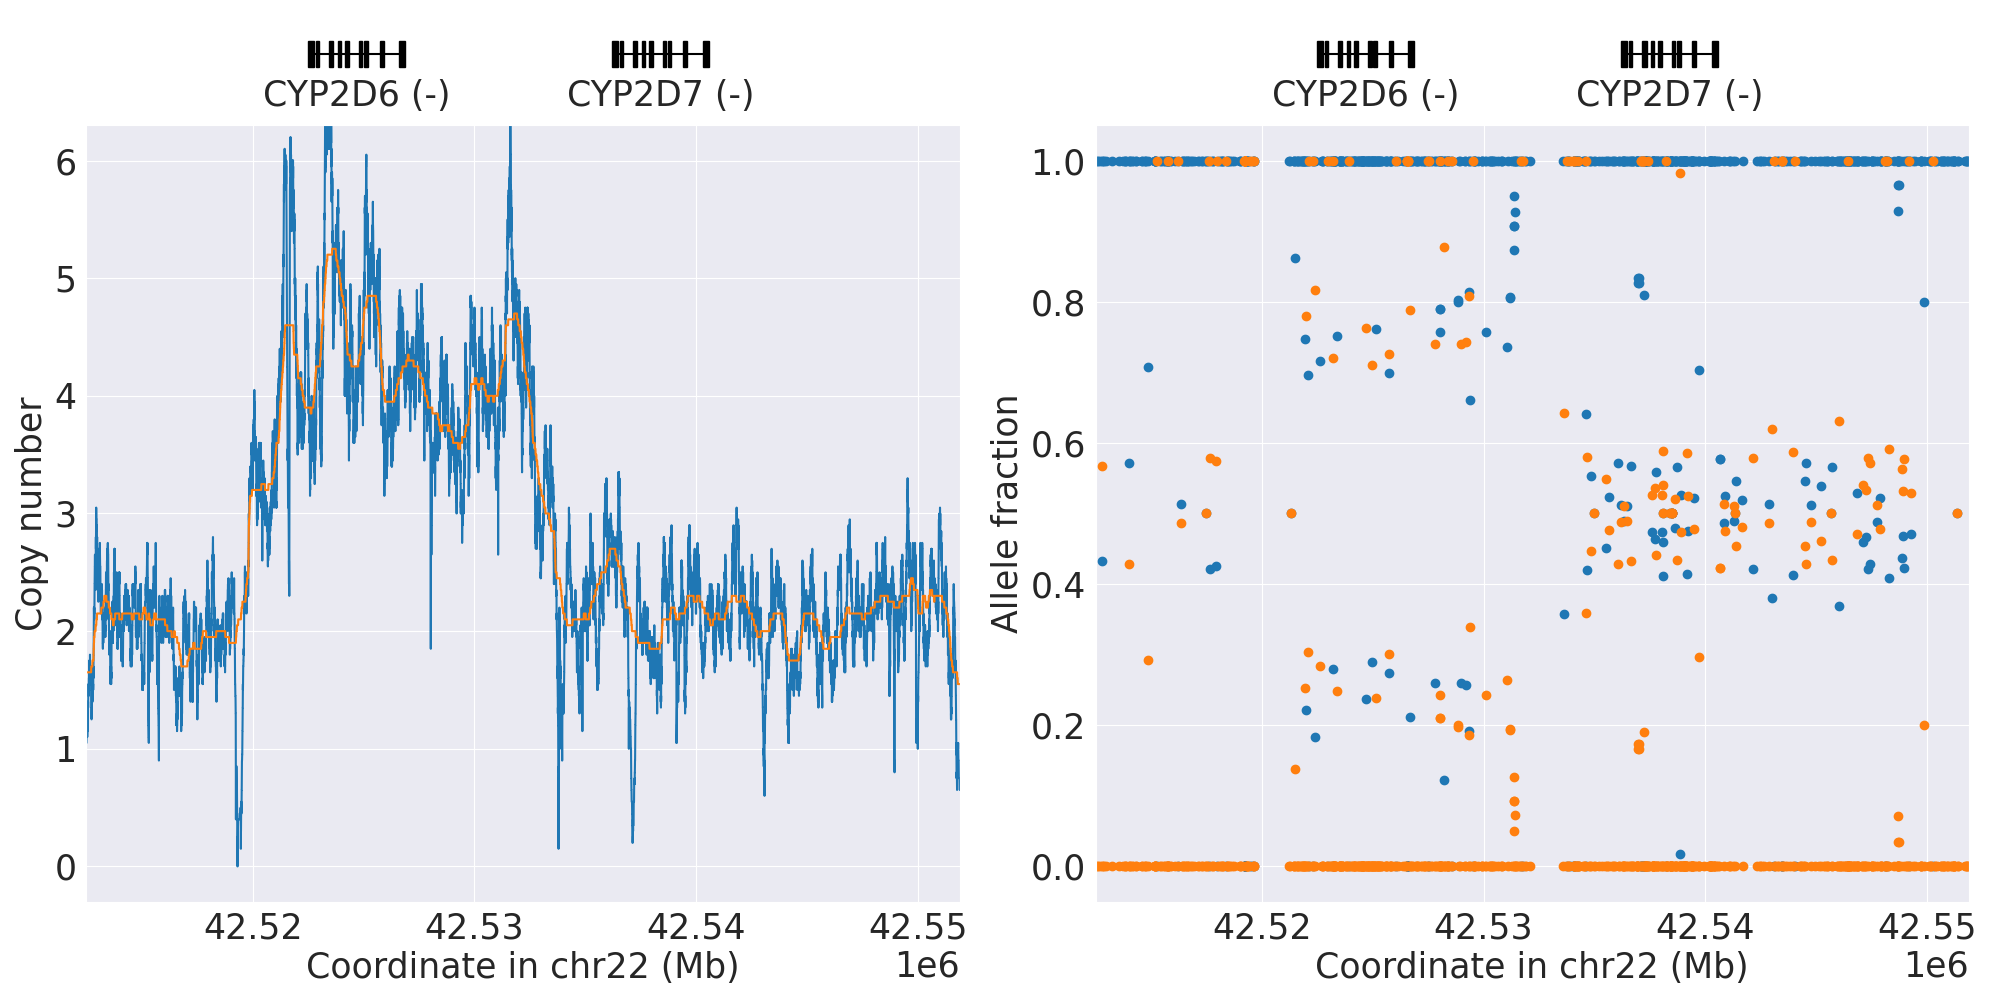 CYP2D6 (-) CYP2D7 (-)
Copy number
6
5
4
3
2
1
0
42.52 42.53 42.54 42.55
Coordinate in chr22 (Mb) 1e6
CYP2D6 (-) CYP2D7 (-)
Allele fraction
1.0
0.8
0.6
0.4
0.2
0.0
42.52 42.53 42.54 42.55
Coordinate in chr22 (Mb) 1e6